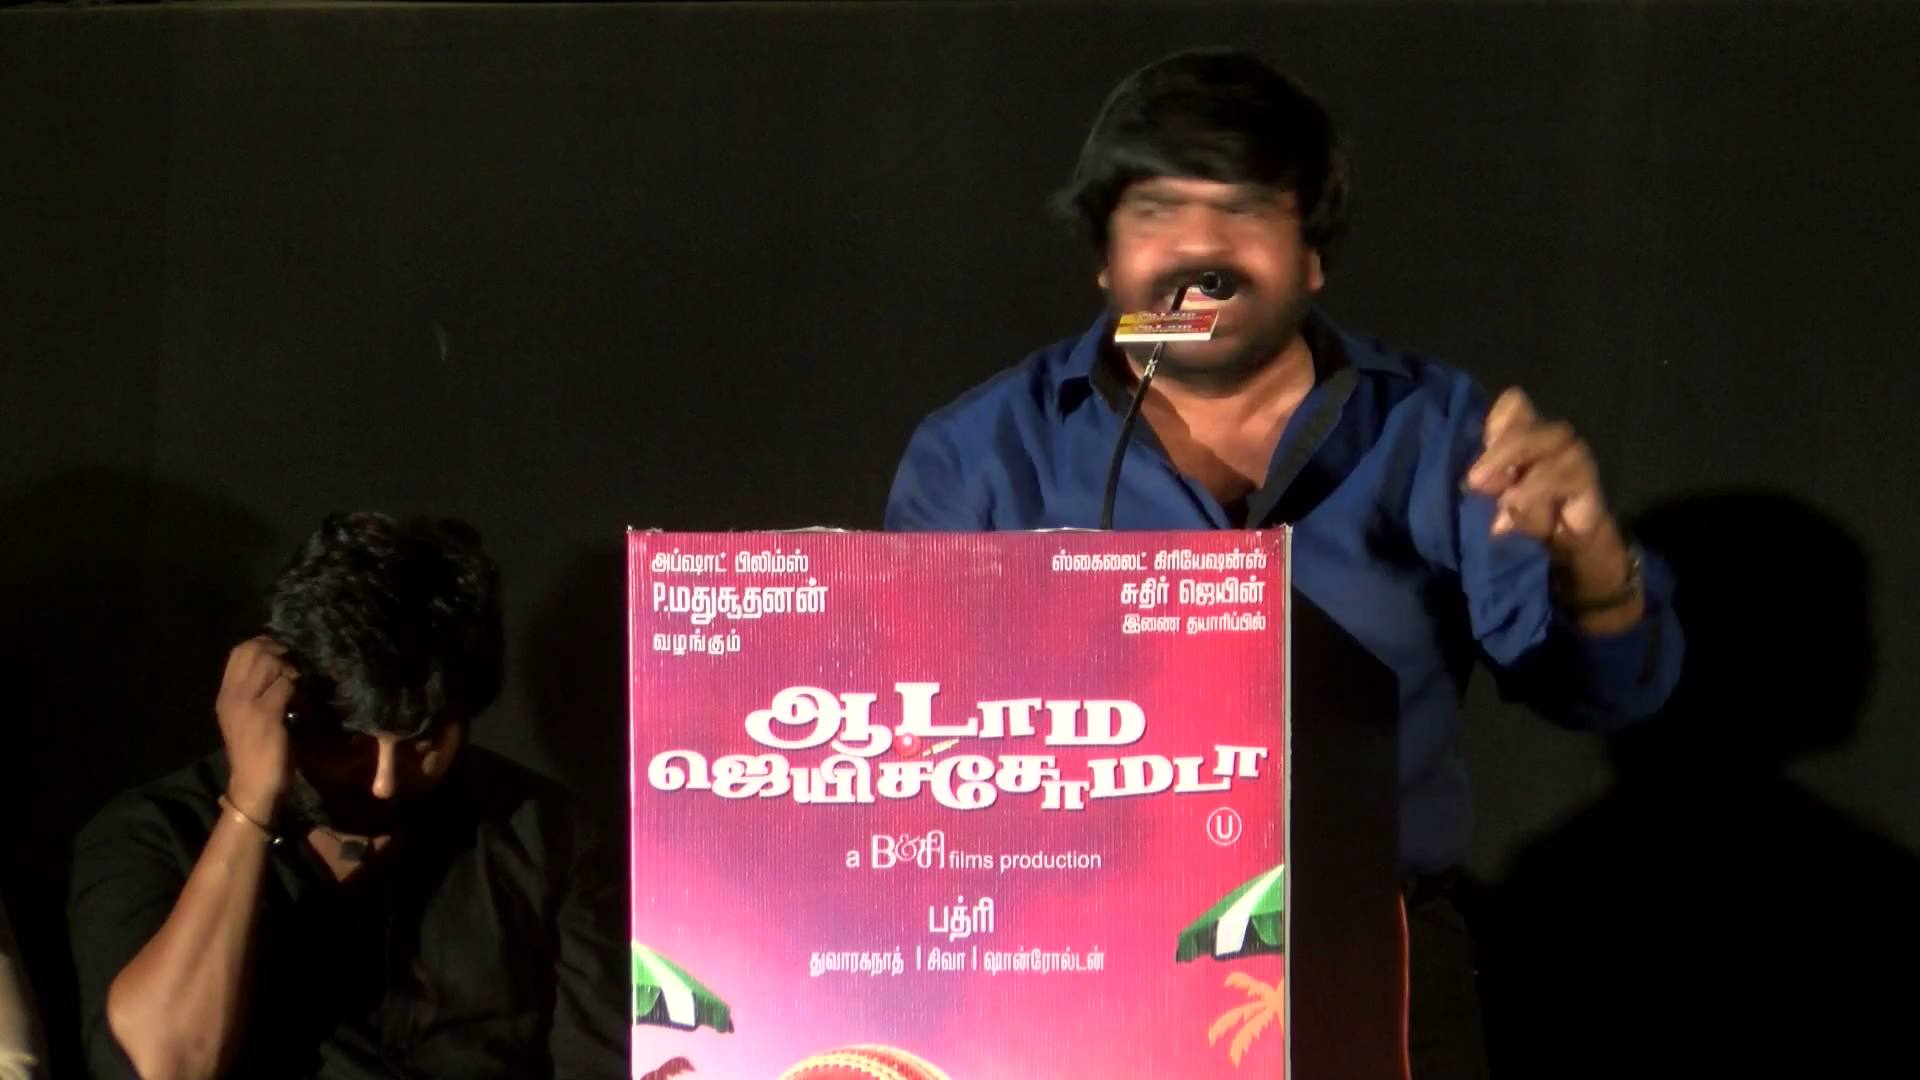 அப்ஷாட் பிலிம்ஸ்
P.மதுசூதனன்
வழங்கும்
ஸ்கைலைட் கிரியேஷன்ஸ்
சுதிர் ஜெயின்
இணை தயாரிப்பில்
ஆடாம
ஜெயிச்சோமடா
U
a B&C films production
பத்ரி
துவாரகநாத் | சிவா | ஷான்ரோல்டன்